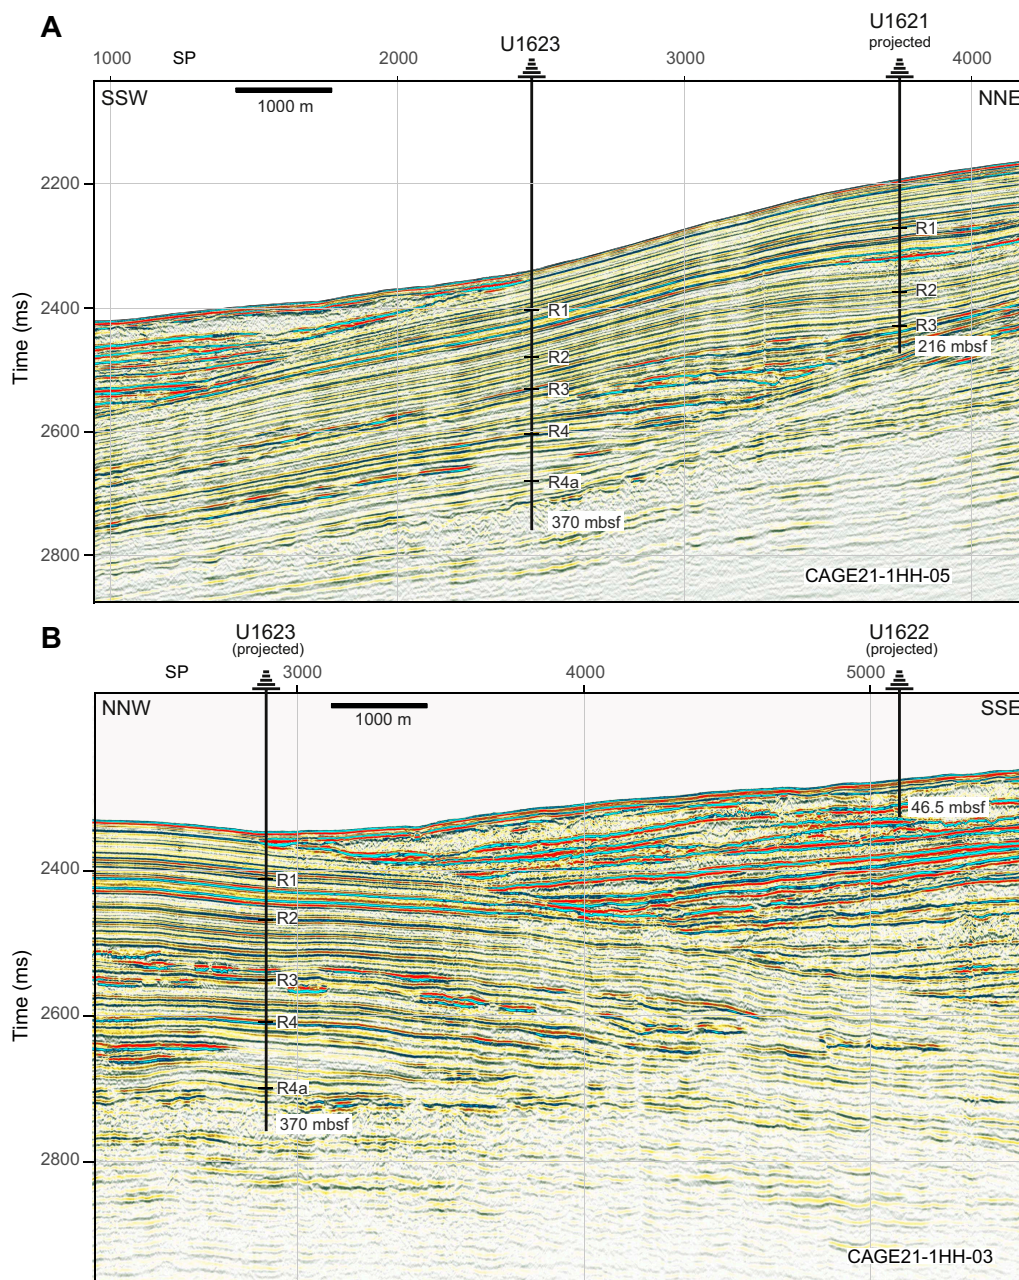 A
U1621
U1623
projected
1000
SP
2000
3000
4000
SSW
1000 m
NNE
2200
R1
R2
2400
R1
R3
216 mbsf
R2
R3
Time (ms)
2600
R4
R4a
370 mbsf
2800
CAGE21-1HH-05
B
U1623
(projected)
U1622
(projected)
SP
3000
4000
5000
NNW
1000 m
SSE
46.5 mbsf
2400
R1
R2
R3
Time (ms)
2600
R4
R4a
370 mbsf
2800
CAGE21-1HH-03